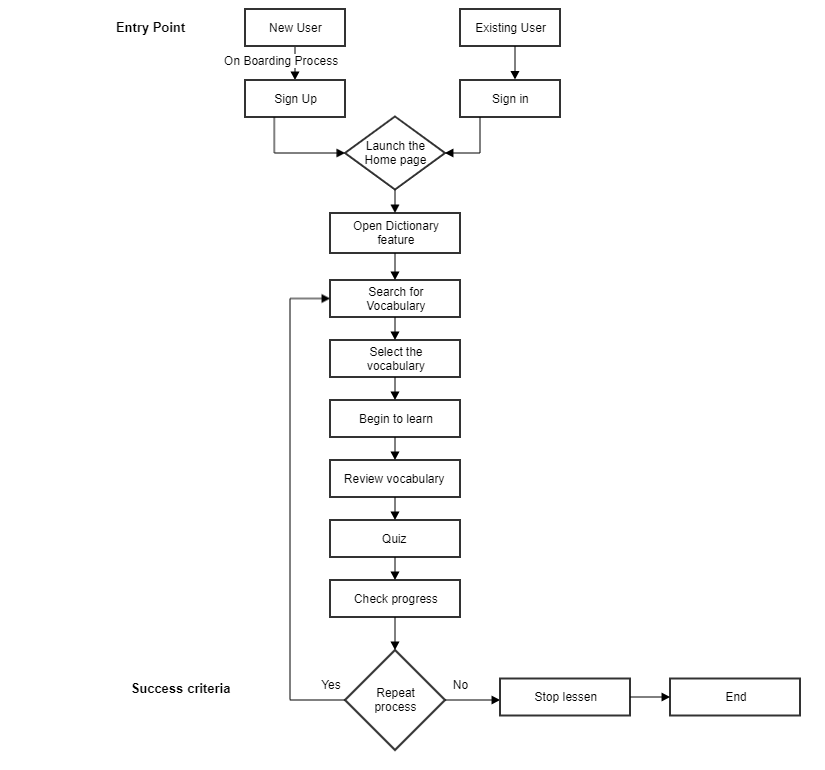 Entry Point
New User
Existing User
On Boarding Process
Sign Up
Sign in
Launch the
Home page
Open Dictionary
feature
Search for
Vocabulary
Select the
vocabulary
Begin to learn
Review vocabulary
Quiz
Check progress
Success criteria
Yes
Repeat
process
No
Stop lessen
End